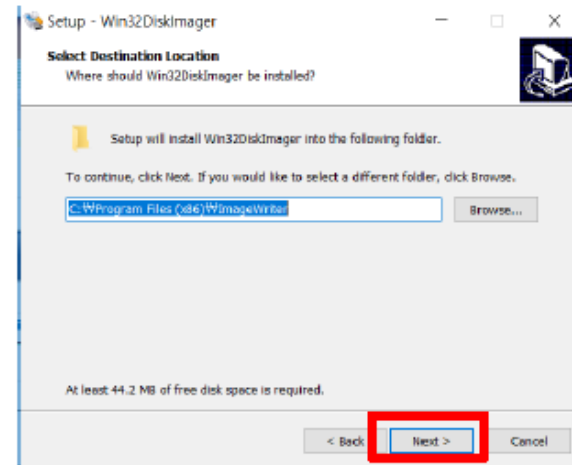 Setup - Win32DiskImager
Select Destination Location
Where should Win32DiskImager be installed?
Setup will install Win32DiskImager into the following folder.
To continue, click Next. If you would like to select a different folder, click Browse.
C:₩Program Files (x86)₩ImageWriter
Browse...
At least 44.2 MB of free disk space is required.
< Back
Next >
Cancel